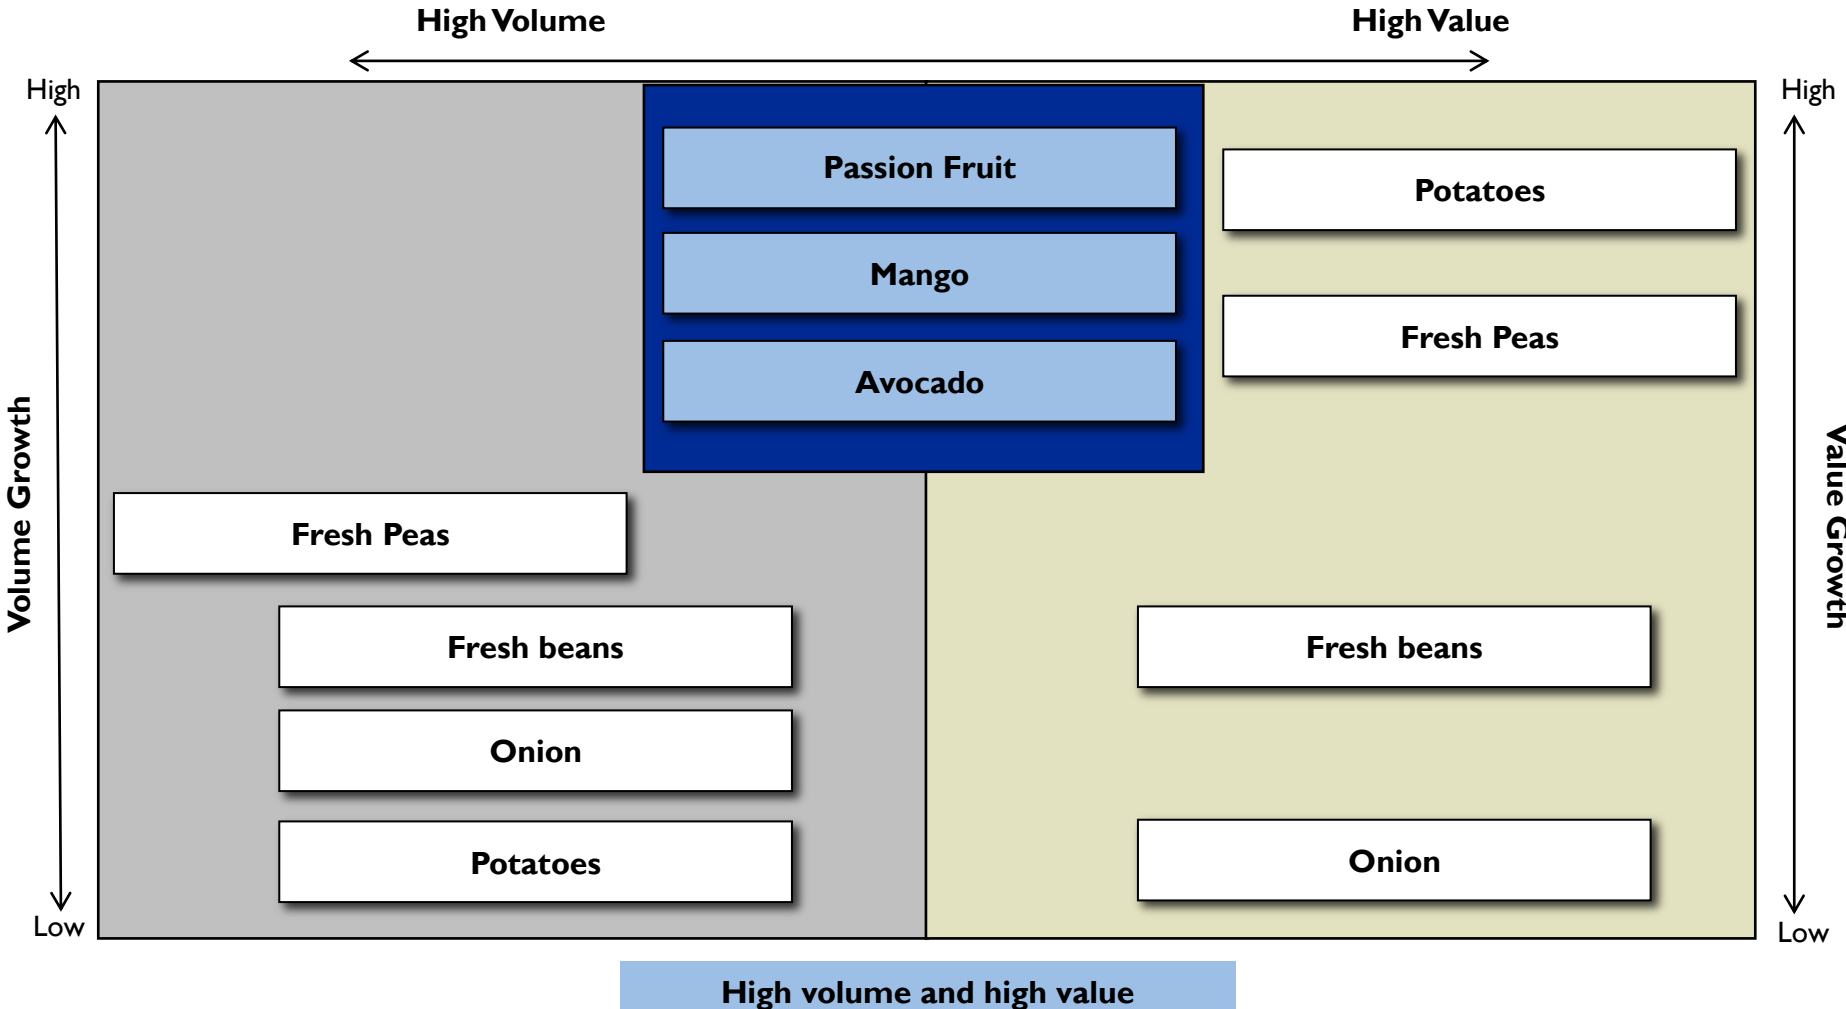 High Volume
High Value
High
High
Passion Fruit
Potatoes
Mango
Fresh Peas
Avocado
Volume Growth
Value Growth
Fresh Peas
Fresh beans
Fresh beans
Onion
Potatoes
Onion
Low
Low
High volume and high value